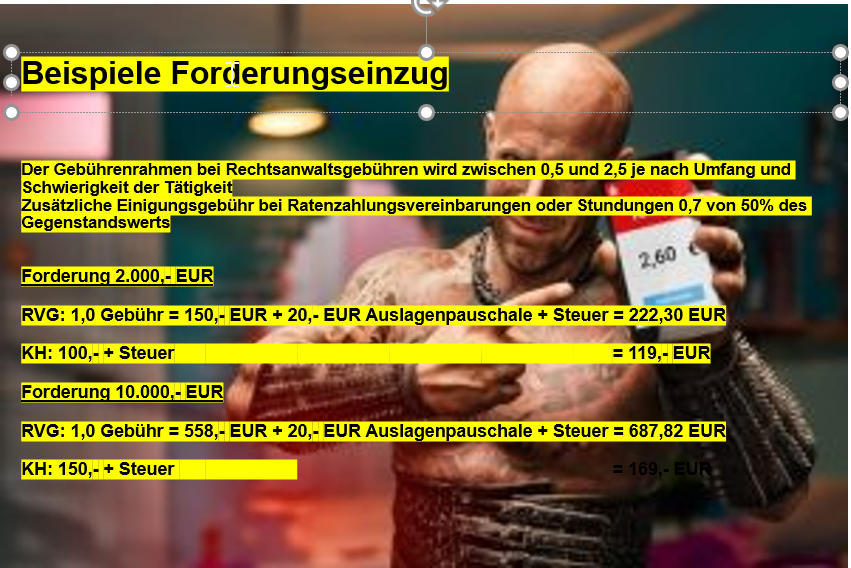 Beispiele Forderungseinzug
Der Gebührenrahmen bei Rechtsanwaltsgebühren wird zwischen 0,5 und 2,5 je nach Umfang und
Schwierigkeit der Tätigkeit
Zusätzliche Einigungsgebühr bei Ratenzahlungsvereinbarungen oder Stundungen 0,7 von 50% des
Gegenstandswerts
Forderung 2.000,- EUR
2,60 €
RVG: 1,0 Gebühr = 150,- EUR + 20,- EUR Auslagenpauschale + Steuer = 222,30 EUR
KH: 100,- + Steuer = 119,- EUR
Forderung 10.000,- EUR
RVG: 1,0 Gebühr = 558,- EUR + 20,- EUR Auslagenpauschale + Steuer = 687,82 EUR
KH: 150,- + Steuer = 169,- EUR